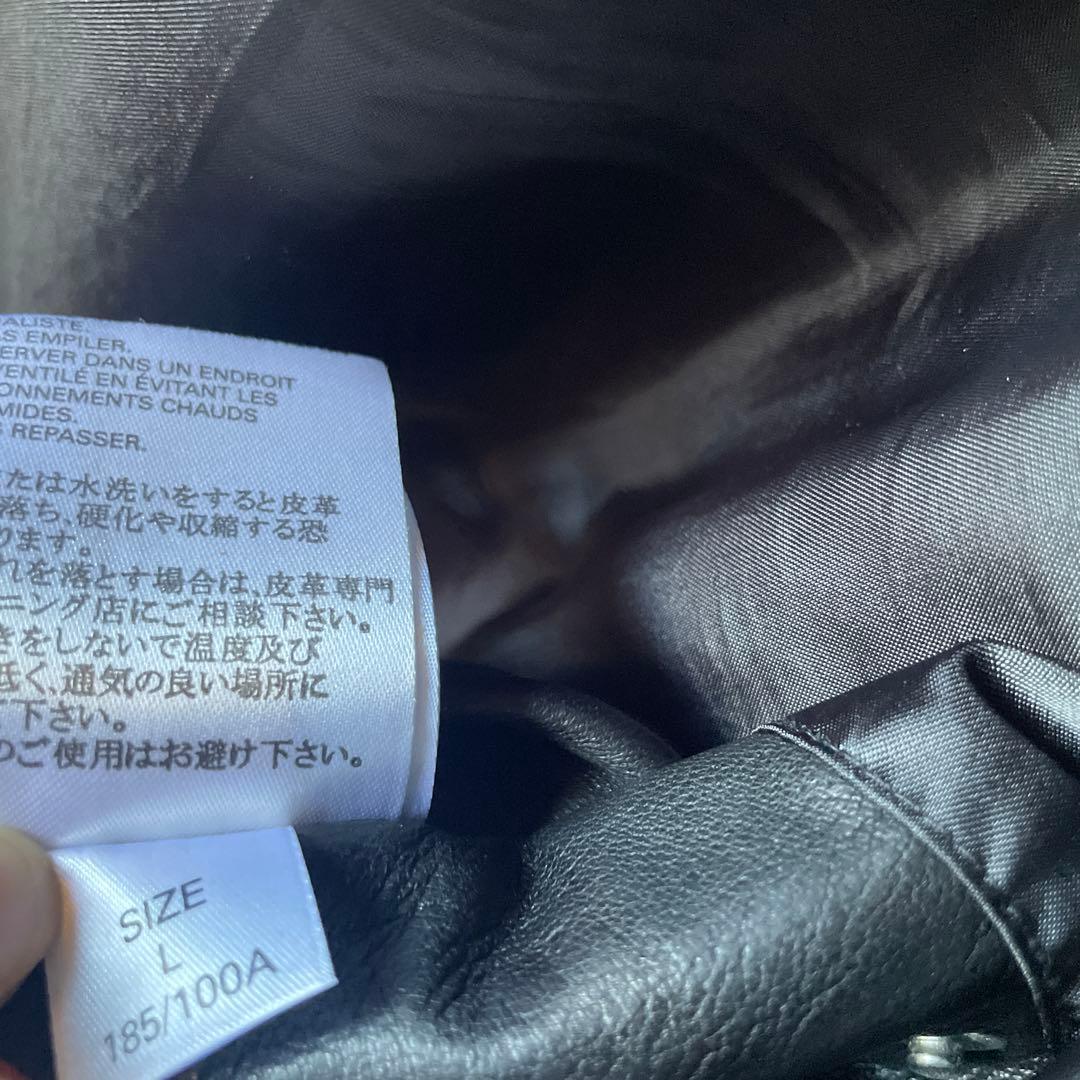 ALISTE.
AS EMPILER.
SERVER DANS UN ENDROIT
VENTILÉ EN ÉVITANT LES
ONNEMENTS CHAUDS
MIDES.
REPASSER.
たは水洗いをすると皮革
落ち、硬化や収縮する恐
ります。
れを落とす場合は、皮革専門
ニング店にご相談下さい。
きをしないで温度及び
低く、通気の良い場所に
て下さい。
のご使用はお避け下さい。
SIZE
L
185/100A